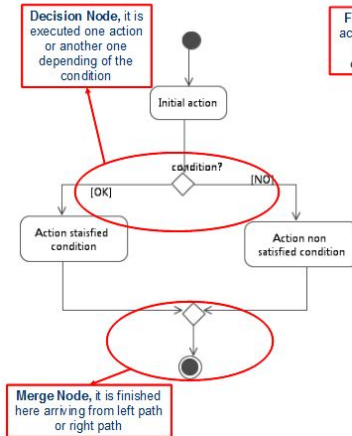 Decision Node, it is
executed one action
or another one
depending of the
condition
F
ac
Initial action
condition?
[OK]
[NO]
Action staisfied
condition
Action non
satisfied condition
Merge Node, it is finished
here arriving from left path
or right path